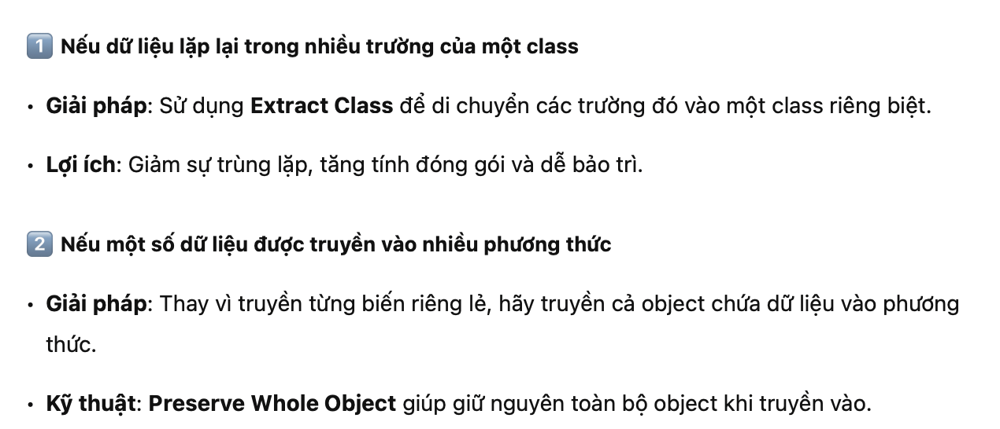 1️⃣ Nếu dữ liệu lặp lại trong nhiều trường của một class
• Giải pháp: Sử dụng Extract Class để di chuyển các trường đó vào một class riêng biệt.
• Lợi ích: Giảm sự trùng lặp, tăng tính đóng gói và dễ bảo trì.
2️⃣ Nếu một số dữ liệu được truyền vào nhiều phương thức
• Giải pháp: Thay vì truyền từng biến riêng lẻ, hãy truyền cả object chứa dữ liệu vào phương
thức.
• Kỹ thuật: Preserve Whole Object giúp giữ nguyên toàn bộ object khi truyền vào.